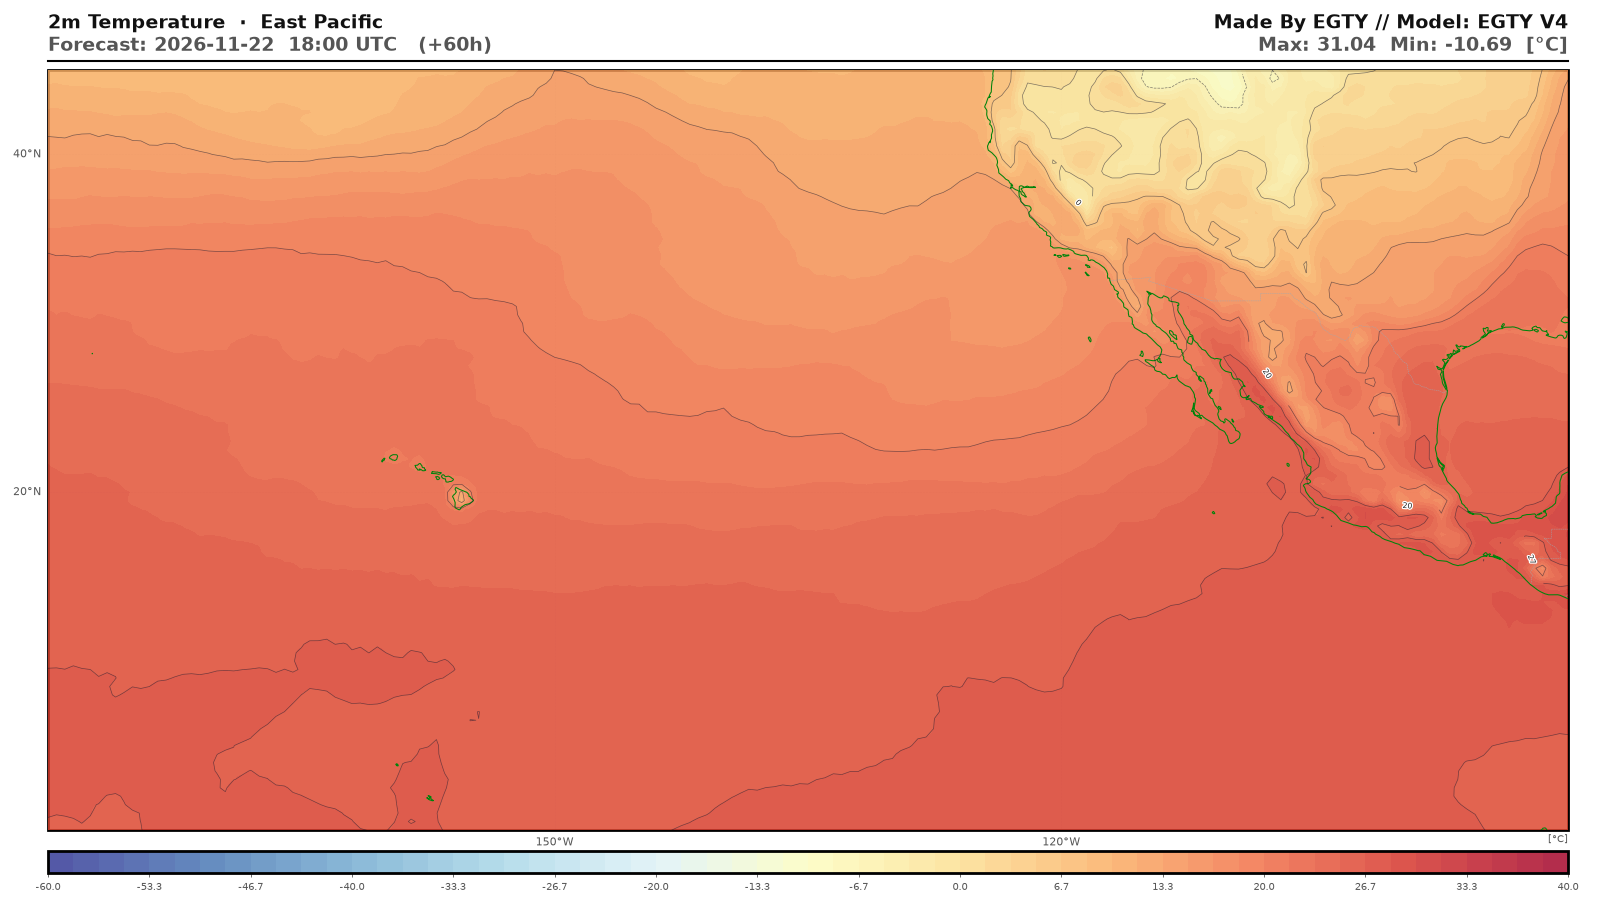 2m Temperature · East Pacific
Made By EGTY // Model: EGTY V4
Forecast: 2026-11-22 18:00 UTC (+60h)
Max: 31.04 Min: -10.69 [°C]
40°N
0
20
20°N
20
27
150°W
120°W
[°C]
-60.0 -53.3 -46.7 -40.0 -33.3 -26.7 -20.0 -13.3 -6.7 0.0 6.7 13.3 20.0 26.7 33.3 40.0